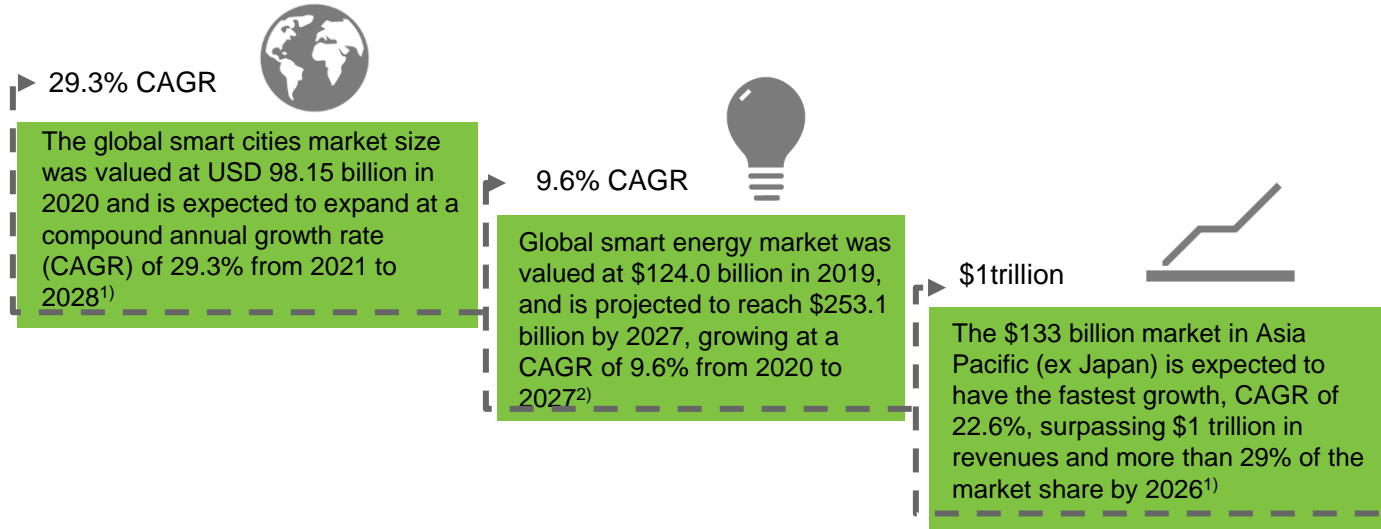 29.3% CAGR
The global smart cities market size
was valued at USD 98.15 billion in
2020 and is expected to expand at a
compound annual growth rate
(CAGR) of 29.3% from 2021 to
2028¹⁾
9.6% CAGR
Global smart energy market was
valued at $124.0 billion in 2019,
and is projected to reach $253.1
billion by 2027, growing at a
CAGR of 9.6% from 2020 to
2027²⁾
$1trillion
The $133 billion market in Asia
Pacific (ex Japan) is expected to
have the fastest growth, CAGR of
22.6%, surpassing $1 trillion in
revenues and more than 29% of the
market share by 2026¹⁾